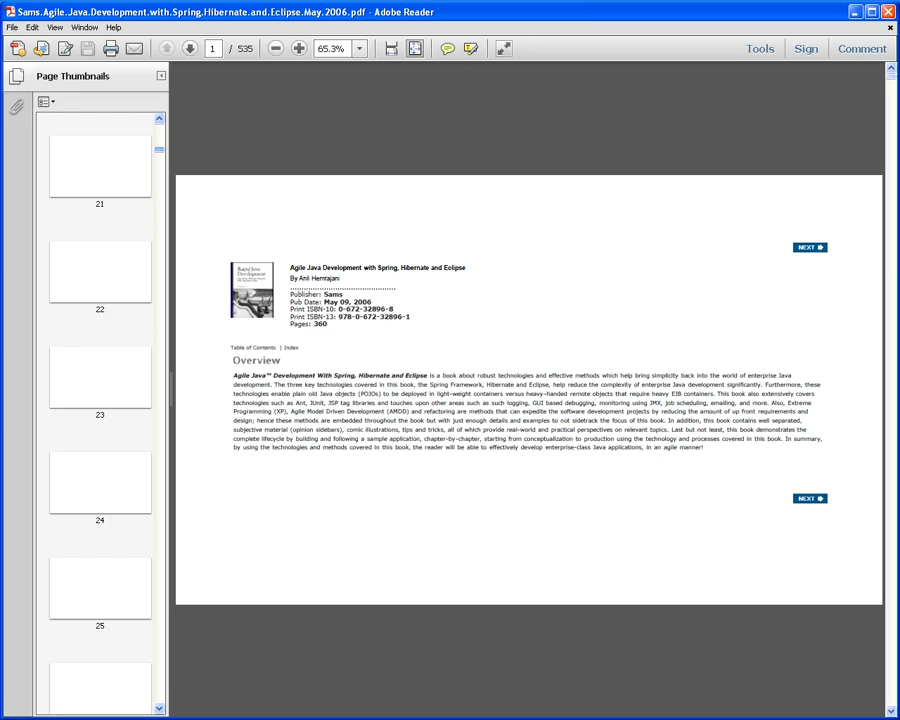 Sams.Agile.Java.Development.with.Spring.Hibernate.and.Eclipse.May.2006.pdf - Adobe Reader
File Edit View Window Help
1 / 535 65.3% Tools Sign Comment
Page Thumbnails
21
22
23
24
25
NEXT
Agile Java Development with Spring, Hibernate and Eclipse
By Anil Hemrajani
...............................................
Publisher: Sams
Pub Date: May 09, 2006
Print ISBN-10: 0-672-32896-8
Print ISBN-13: 978-0-672-32896-1
Pages: 360
Table of Contents | Index
Overview
Agile Java™ Development With Spring, Hibernate and Eclipse is a book about robust technologies and effective methods which help bring simplicity back into the world of enterprise Java
development. The three key technologies covered in this book, the Spring Framework, Hibernate and Eclipse, help reduce the complexity of enterprise Java development significantly. Furthermore, these
technologies enable plain old Java objects (POJOs) to be deployed in light-weight containers versus heavy-handed remote objects that require heavy EJB containers. This book also extensively covers
technologies such as Ant, JUnit, JSP tag libraries and touches upon other areas such as such logging, GUI based debugging, monitoring using JMX, job scheduling, emailing, and more. Also, Extreme
Programming (XP), Agile Model Driven Development (AMDD) and refactoring are methods that can expedite the software development projects by reducing the amount of up front requirements and
design; hence these methods are embedded throughout the book but with just enough details and examples to not sidetrack the focus of this book. In addition, this book contains well separated,
subjective material (opinion sidebars), comic illustrations, tips and tricks, all of which provide real-world and practical perspectives on relevant topics. Last but not least, this book demonstrates the
complete lifecycle by building and following a sample application, chapter-by-chapter, starting from conceptualization to production using the technology and processes covered in this book. In summary,
by using the technologies and methods covered in this book, the reader will be able to effectively develop enterprise-class Java applications, in an agile manner!
NEXT